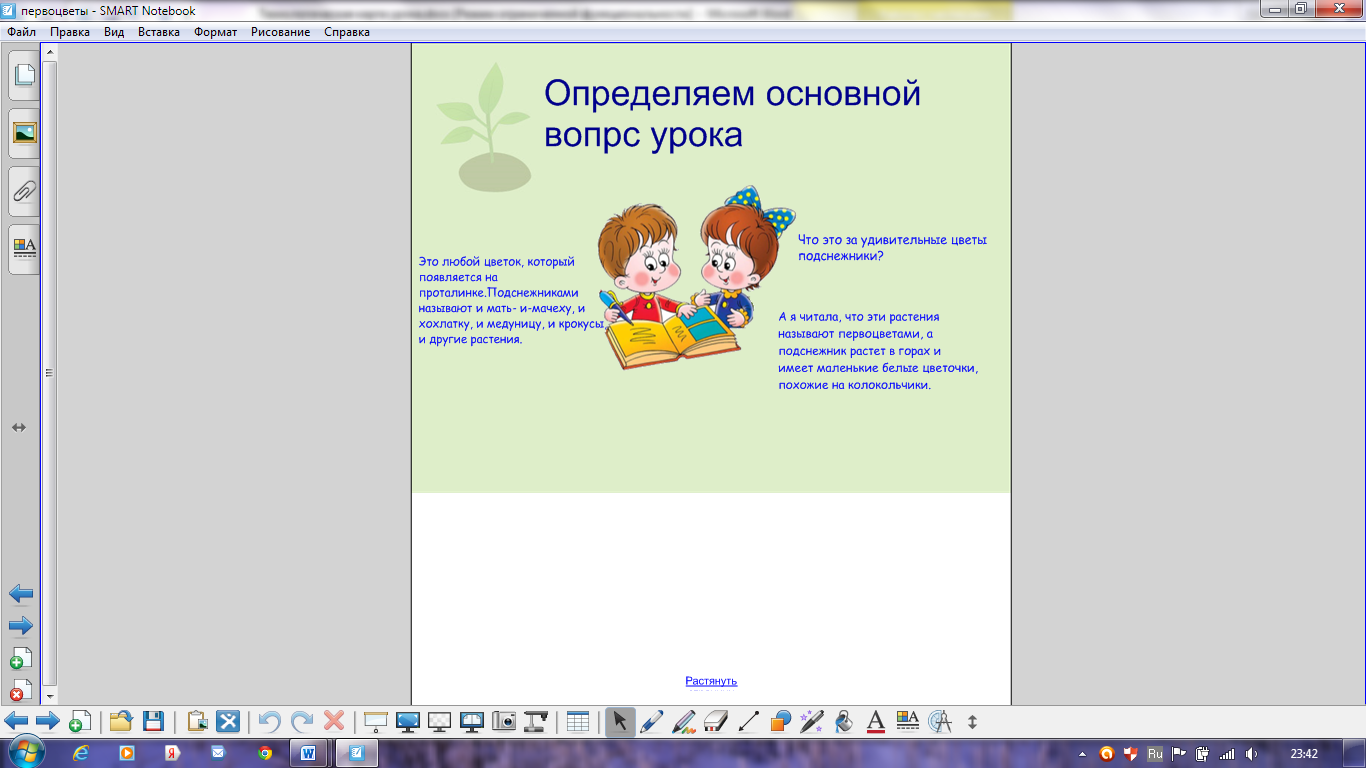 первоцветы - SMART Notebook
Файл Правка Вид Вставка Формат Рисование Справка
Определяем основной
вопрс урока
Что это за удивительные цветы
подснежники?
Это любой цветок, который
появляется на
проталинке.Подснежниками
называют и мать- и-мачеху, и
хохлатку, и медуницу, и крокусы
и другие растения.
А я читала, что эти растения
называют первоцветами, а
подснежник растет в горах и
имеет маленькие белые цветочки,
похожие на колокольчики.
Растянуть
Ru
23:42